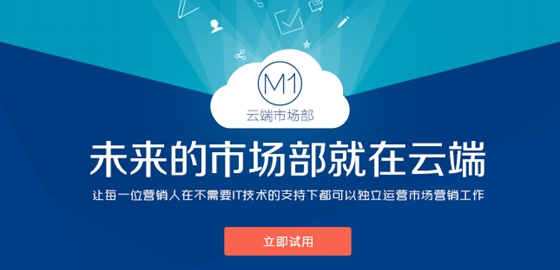 M1
云端市场部
未来的市场部就在云端
让每一位营销人在不需要IT技术的支持下都可以独立运营市场营销工作
立即试用